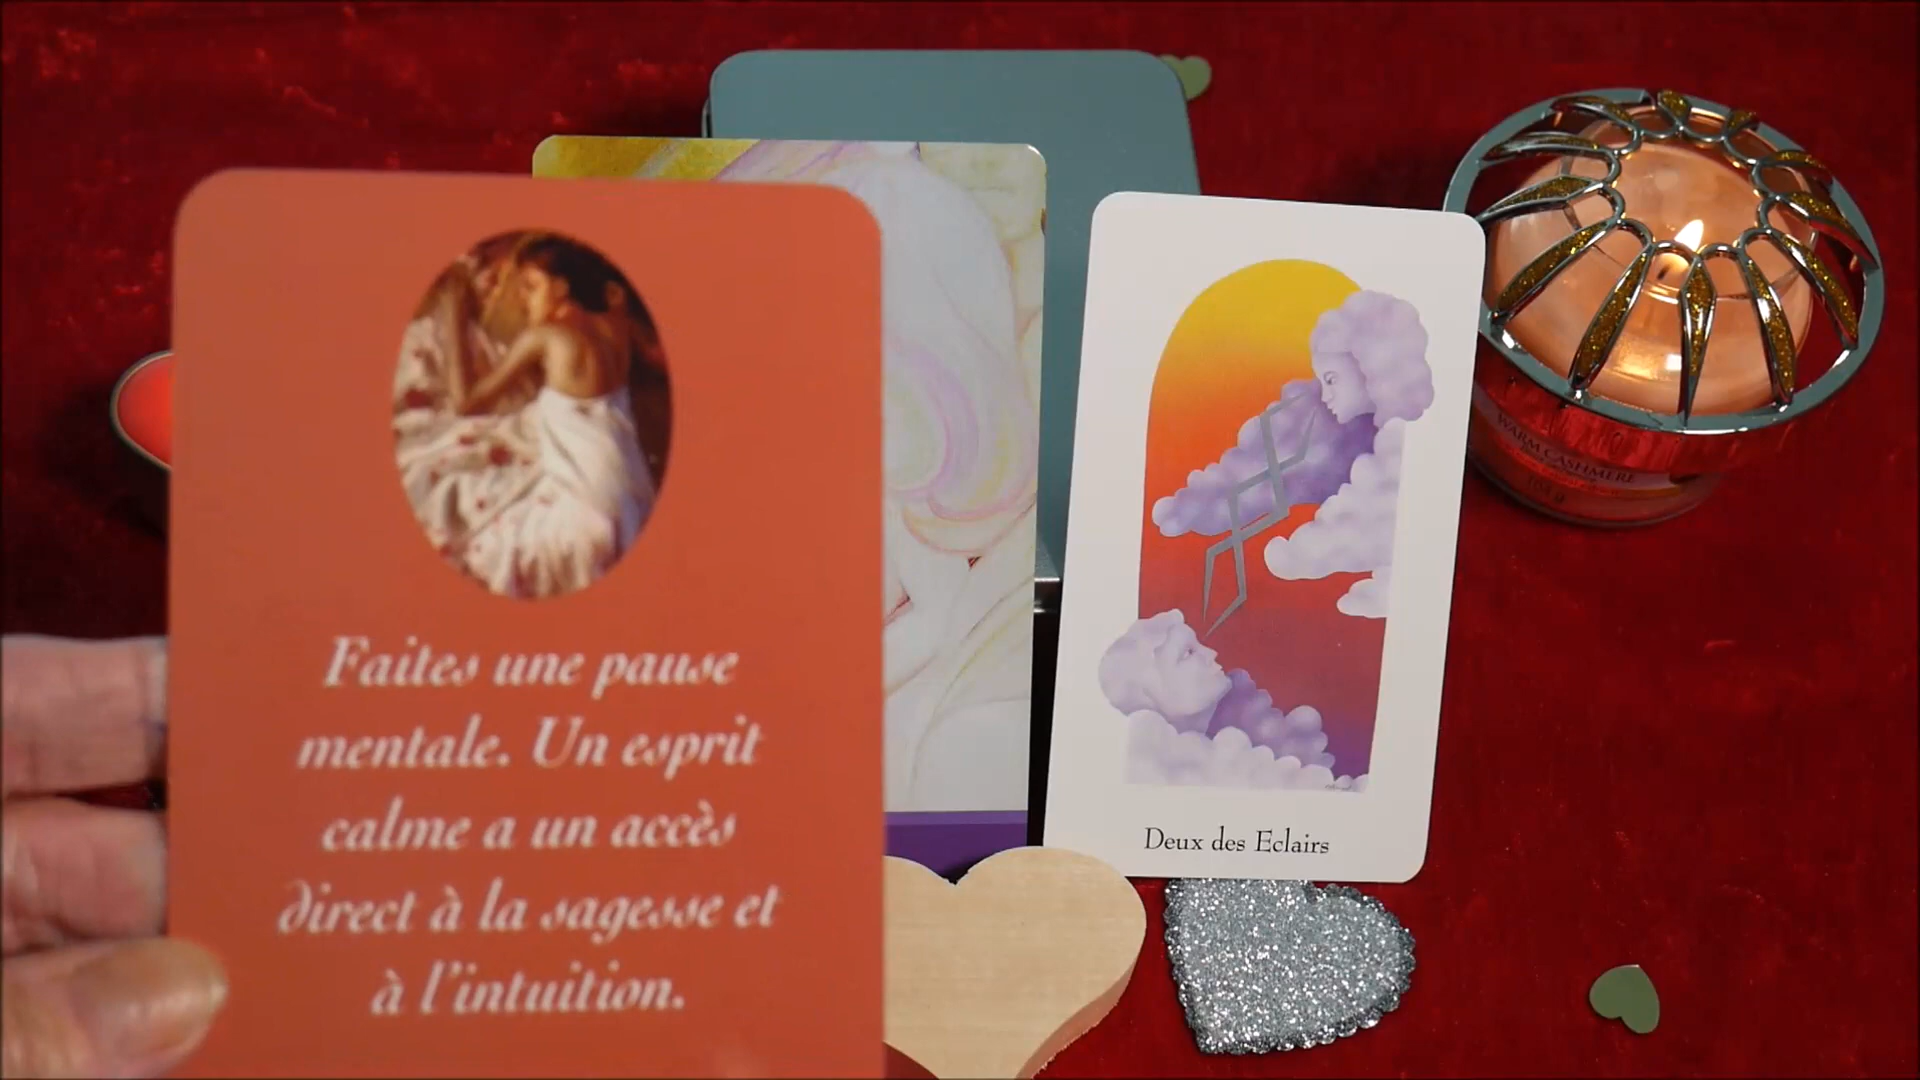 Faites une pause
mentale. Un esprit
calme a un accès
direct à la sagesse et
à l'intuition.
Deux des Eclairs
WARM CASHMERE
104 g